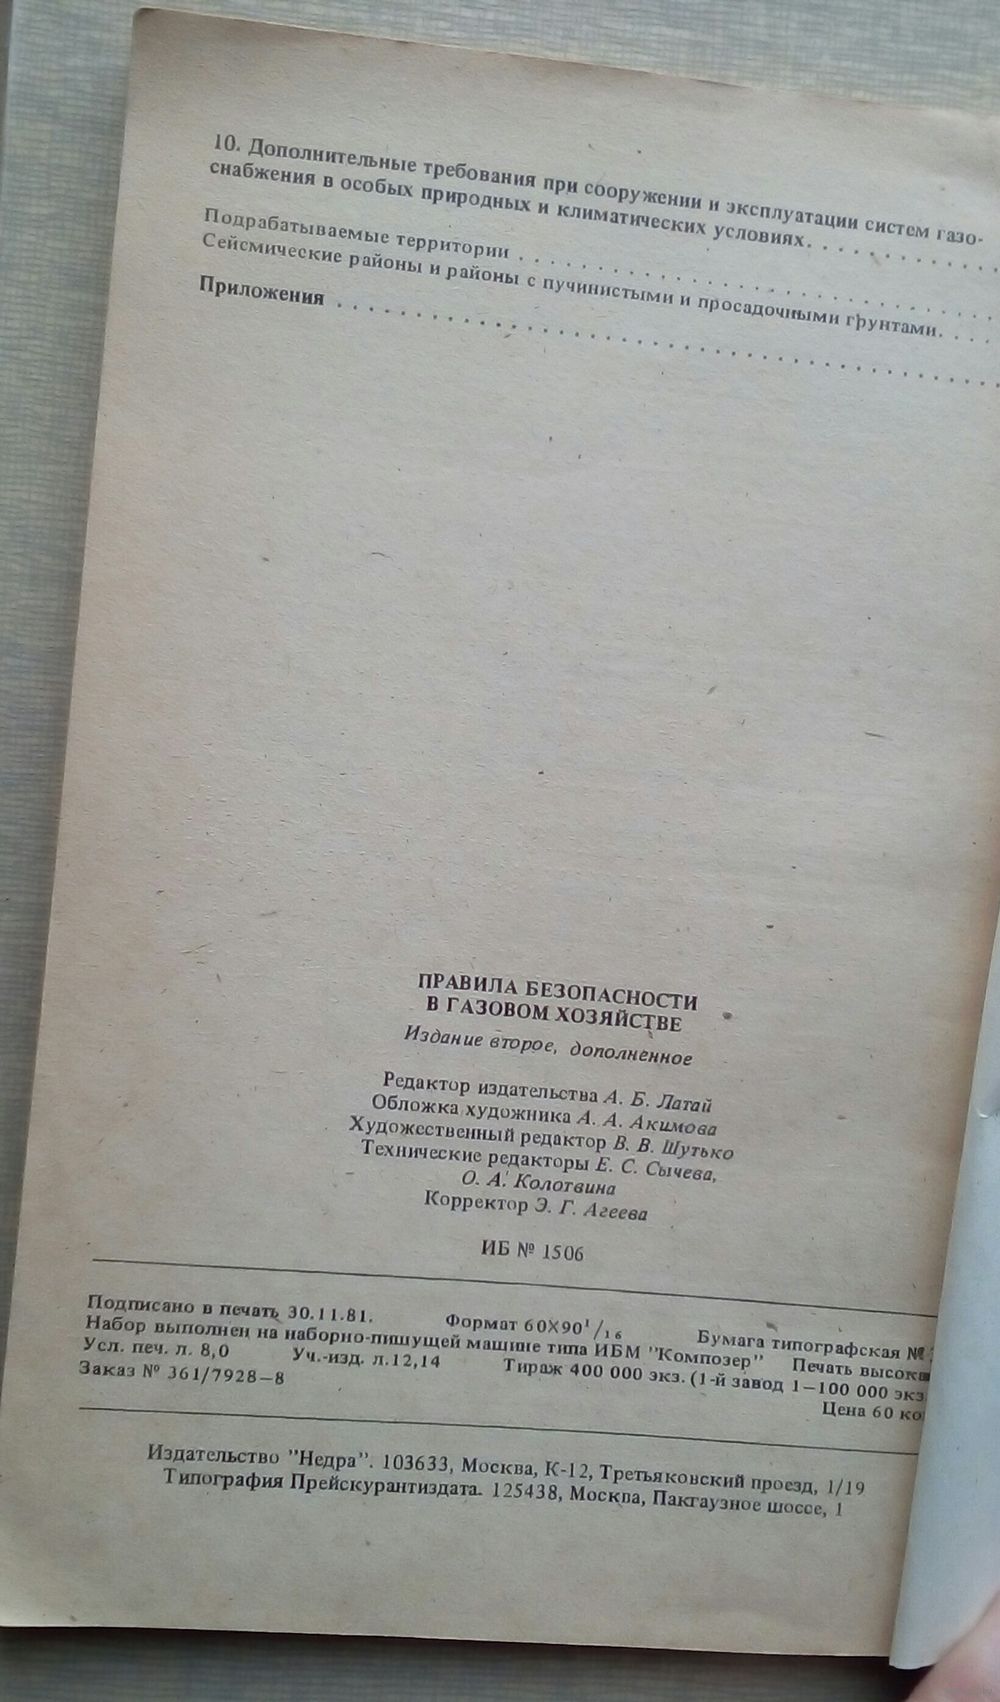 10. Дополнительные требования при сооружении и эксплуатации систем газо-
снабжения в особых природных и климатических условиях. . . . . . . . . . . .
Подрабатываемые территории . . . . . . . . . . . . . . . . . . . . . . . . . . .
Сейсмические районы и районы с пучинистыми и просадочными грунтами. . . .
Приложения . . . . . . . . . . . . . . . . . . . . . . . . . . . . . . . . . . . .
ПРАВИЛА БЕЗОПАСНОСТИ
В ГАЗОВОМ ХОЗЯЙСТВЕ
Издание второе, дополненное
Редактор издательства А. Б. Латай
Обложка художника А. А. Акимова
Художественный редактор В. В. Шутько
Технические редакторы Е. С. Сычева,
О. А. Колотвина
Корректор Э. Г. Агеева
ИБ № 1506
Подписано в печать 30.11.81. Формат 60X90¹/₁₆ Бумага типографская №
Набор выполнен на наборно-пишущей машине типа ИБМ "Композер" Печать
Усл. печ. л. 8,0 Уч.-изд. л.12,14 Тираж 400 000 экз. (1-й завод 1—100 000 экз
Заказ № 361/7928—8 Цена 60
Издательство "Недра". 103633, Москва, К-12, Третьяковский проезд, 1/19
Типография Прейскурантиздата. 125438, Москва, Пакгаузное шоссе, 1